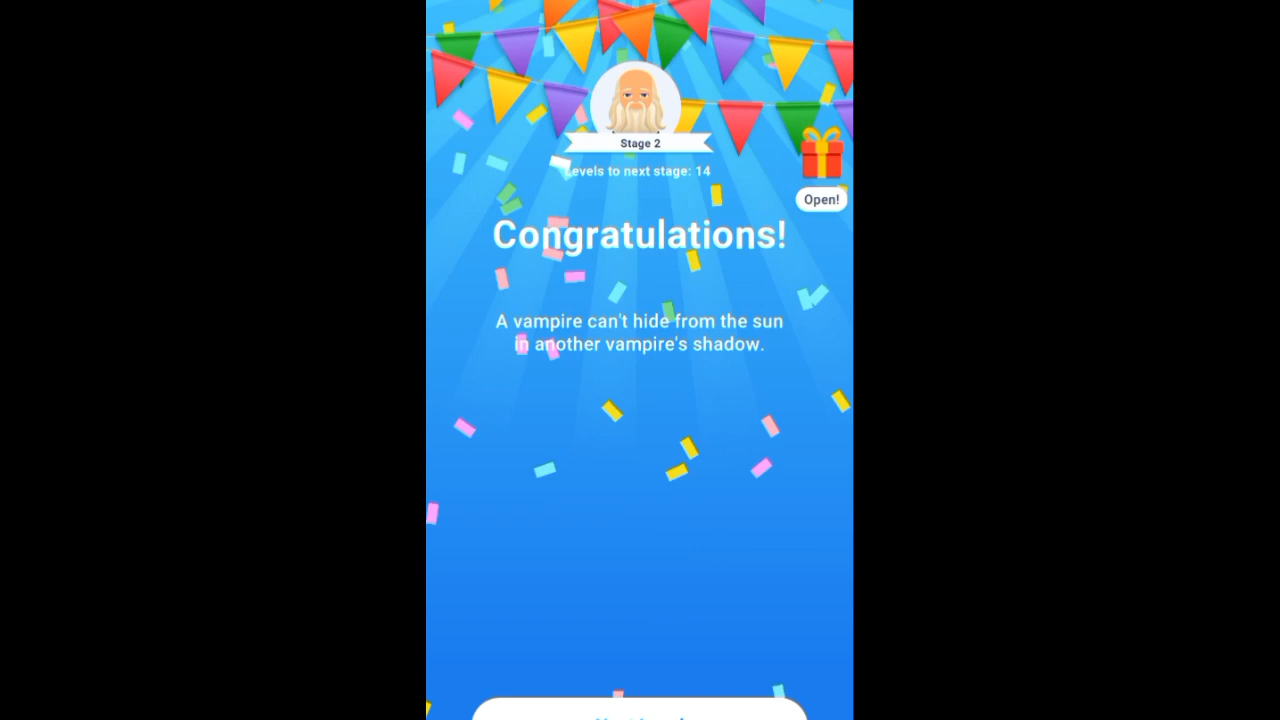 Stage 2
Levels to next stage: 14
Open!
Congratulations!
A vampire can't hide from the sun
in another vampire's shadow.